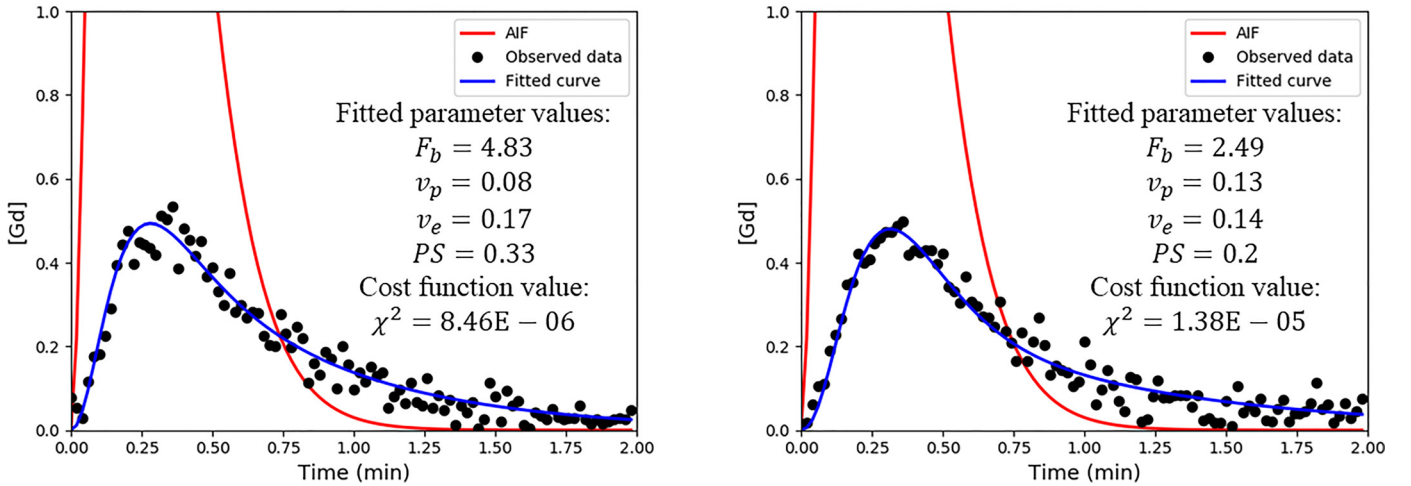 1.0
0.8
0.6
0.4
0.2
0.0
[Gd]
AIF
Observed data
Fitted curve
Fitted parameter values:
F_b = 4.83
v_p = 0.08
v_e = 0.17
PS = 0.33
Cost function value:
χ² = 8.46E − 06
0.00 0.25 0.50 0.75 1.00 1.25 1.50 1.75 2.00
Time (min)
1.0
0.8
0.6
0.4
0.2
0.0
[Gd]
AIF
Observed data
Fitted curve
Fitted parameter values:
F_b = 2.49
v_p = 0.13
v_e = 0.14
PS = 0.2
Cost function value:
χ² = 1.38E − 05
0.00 0.25 0.50 0.75 1.00 1.25 1.50 1.75 2.00
Time (min)